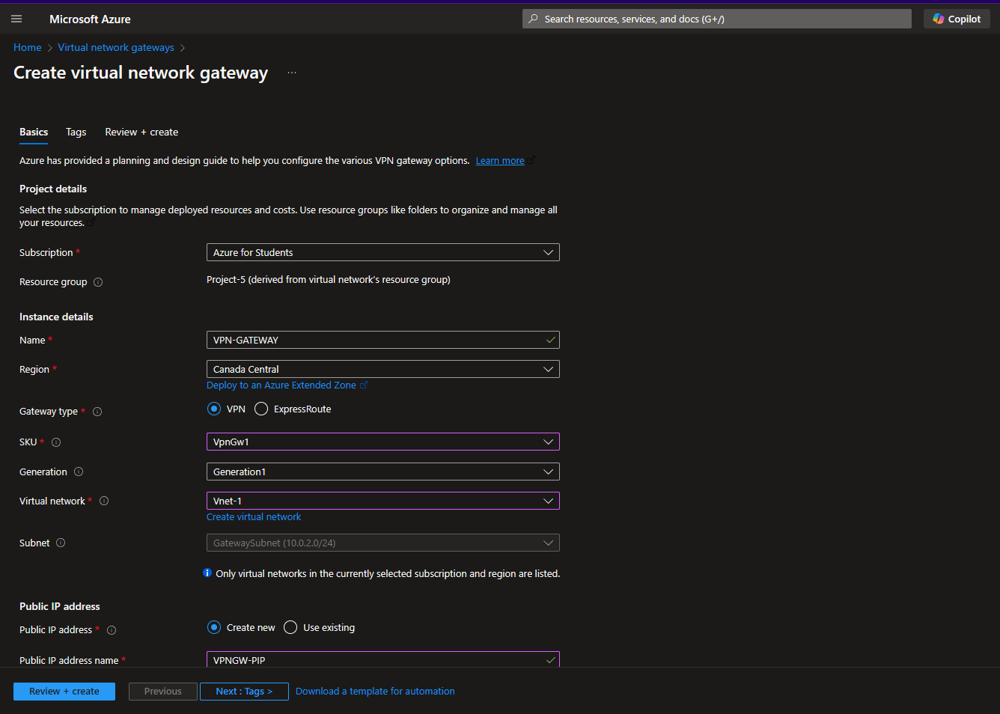 Microsoft Azure
Search resources, services, and docs (G+/)
Copilot
Home > Virtual network gateways >
Create virtual network gateway ...
Basics Tags Review + create
Azure has provided a planning and design guide to help you configure the various VPN gateway options. Learn more
Project details
Select the subscription to manage deployed resources and costs. Use resource groups like folders to organize and manage all
your resources.
Subscription * Azure for Students
Resource group Project-5 (derived from virtual network's resource group)
Instance details
Name * VPN-GATEWAY
Region * Canada Central
Deploy to an Azure Extended Zone
Gateway type * VPN ExpressRoute
SKU * VpnGw1
Generation Generation1
Virtual network * Vnet-1
Create virtual network
Subnet GatewaySubnet (10.0.2.0/24)
Only virtual networks in the currently selected subscription and region are listed.
Public IP address
Public IP address * Create new Use existing
Public IP address name * VPNGW-PIP
Review + create Previous Next : Tags > Download a template for automation